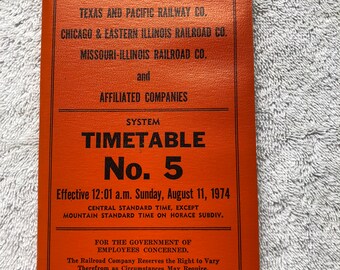 TEXAS AND PACIFIC RAILWAY CO.
CHICAGO & EASTERN ILLINOIS RAILROAD CO.
MISSOURI-ILLINOIS RAILROAD CO.
and
AFFILIATED COMPANIES
SYSTEM
TIMETABLE
No. 5
Effective 12:01 a.m. Sunday, August 11, 1974
CENTRAL STANDARD TIME, EXCEPT
MOUNTAIN STANDARD TIME ON HORACE SUBDIV.
FOR THE GOVERNMENT OF
EMPLOYEES CONCERNED.
The Railroad Company Reserves the Right to Vary
Therefrom as Circumstances May Require.